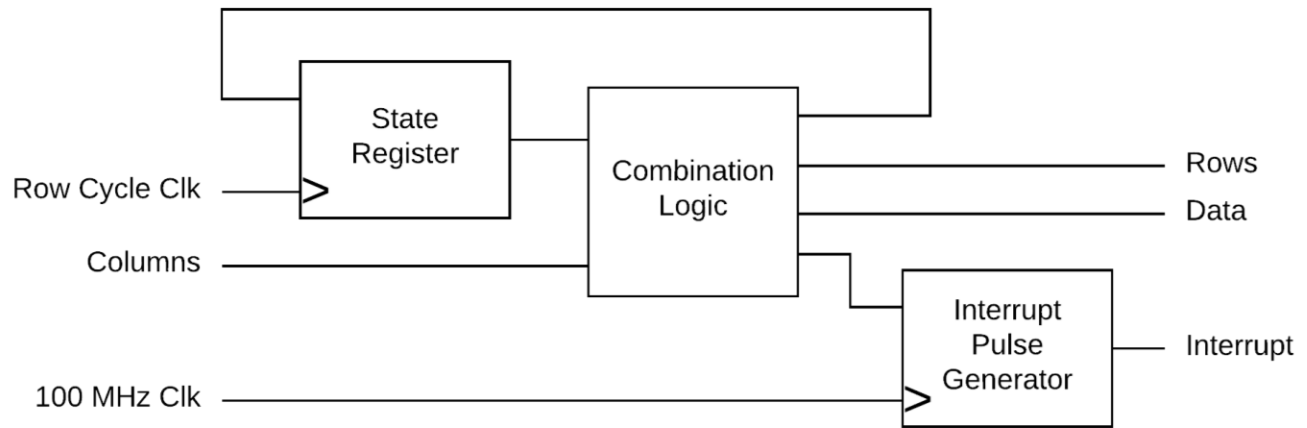 State
Register
Row Cycle Clk
Columns
Combination
Logic
Rows
Data
100 MHz Clk
Interrupt
Pulse
Generator
Interrupt